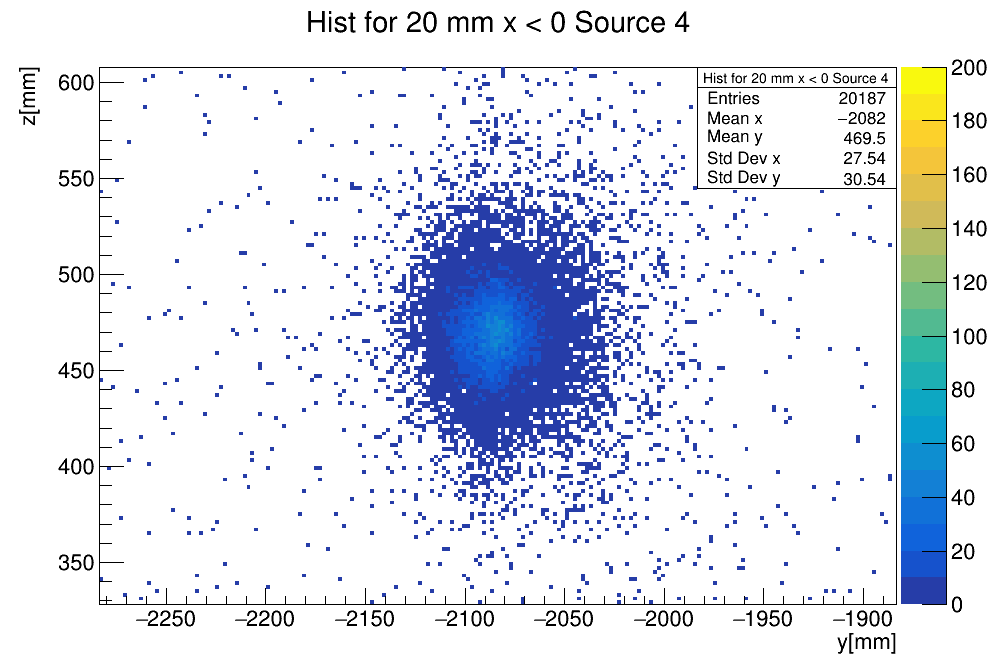 Hist for 20 mm x < 0 Source 4
z[mm]
600
550
500
450
400
350
Hist for 20 mm x < 0 Source 4
Entries 20187
Mean x −2082
Mean y 469.5
Std Dev x 27.54
Std Dev y 30.54
200
180
160
140
120
100
80
60
40
20
0
−2250 −2200 −2150 −2100 −2050 −2000 −1950 −1900
y[mm]